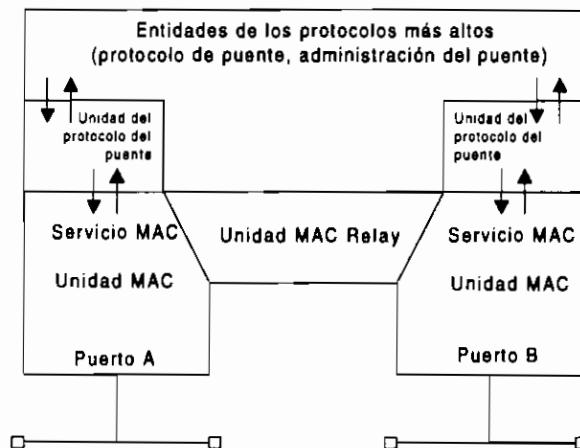 Entidades de los protocolos más altos
(protocolo de puente, administración del puente)
Unidad del
protocolo del
puente
Unidad del
protocolo del
puente
Servicio MAC
Unidad MAC Relay
Servicio MAC
Unidad MAC
Unidad MAC
Puerto A
Puerto B